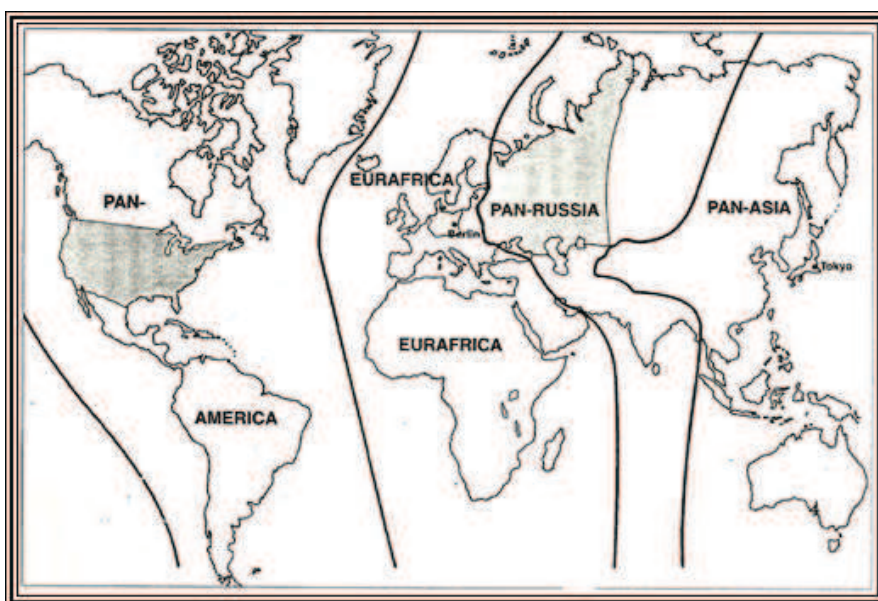 EURAFRICA
PAN-
PAN-RUSSIA
PAN-ASIA
Berlin
Tokyo
EURAFRICA
AMERICA